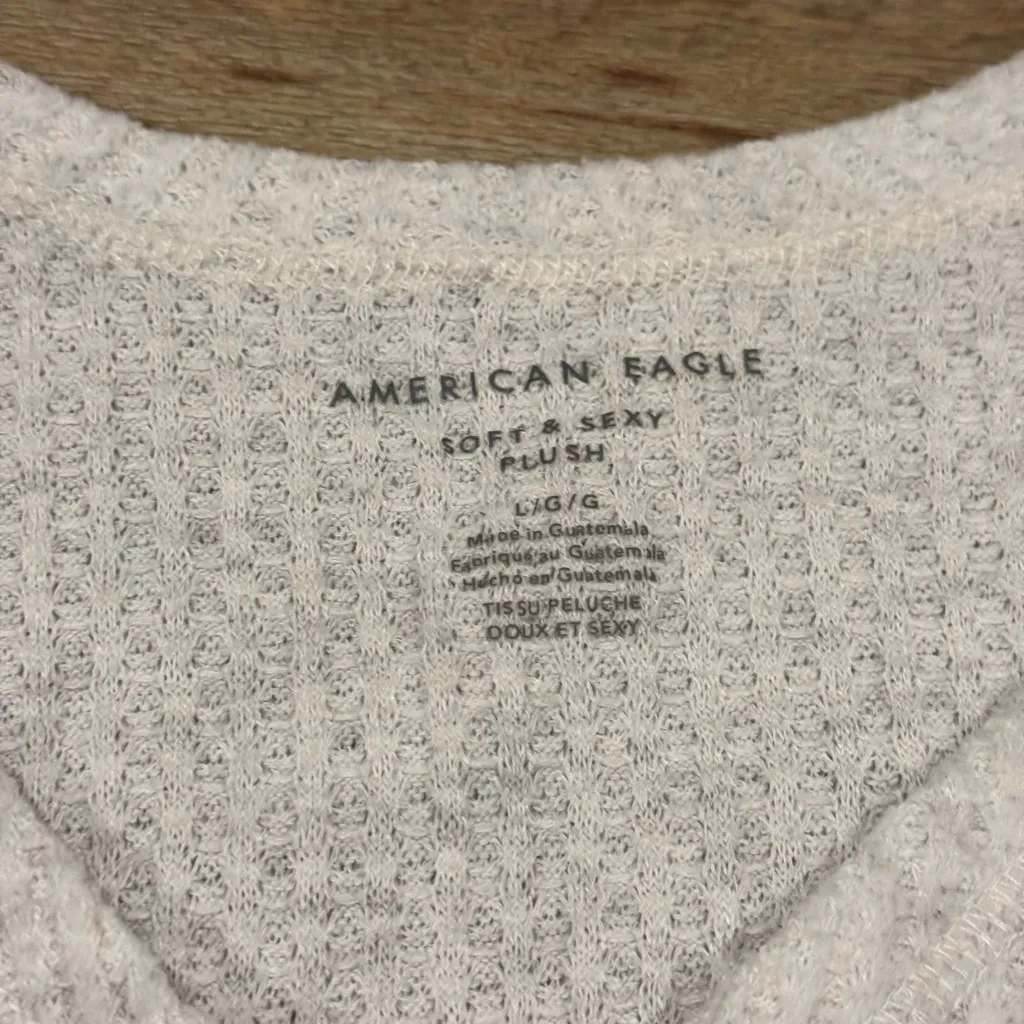 AMERICAN EAGLE
SOFT & SEXY
PLUSH
L/G/G
Made in Guatemala
Fabriqué au Guatemala
Hecho en Guatemala
TISSU PELUCHE
DOUX ET SEXY